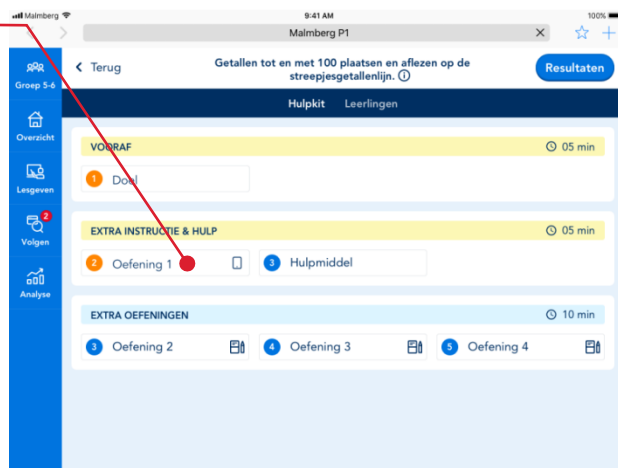 Malmberg
9:41 AM
100%
Malmberg P1
Groep 5-6
Overzicht
Lesgeven
2
Volgen
Analyse
Terug
Getallen tot en met 100 plaatsen en aflezen op de
streepjesgetallenlijn.
Resultaten
Hulpkit Leerlingen
VOORAF 05 min
1 Doel
EXTRA INSTRUCTIE & HULP 05 min
2 Oefening 1 3 Hulpmiddel
EXTRA OEFENINGEN 10 min
3 Oefening 2 4 Oefening 3 5 Oefening 4